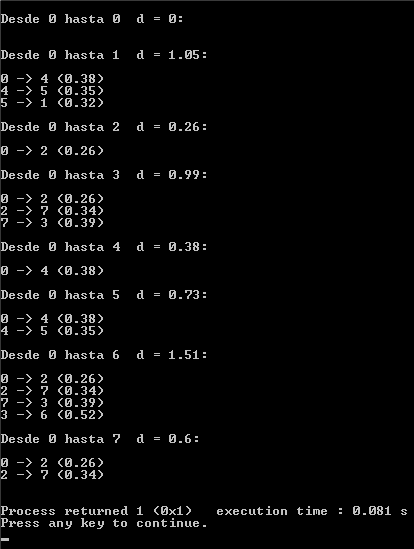 Desde 0 hasta 0  d = 0:
Desde 0 hasta 1  d = 1.05:
0 -> 4 (0.38)
4 -> 5 (0.35)
5 -> 1 (0.32)
Desde 0 hasta 2  d = 0.26:
0 -> 2 (0.26)
Desde 0 hasta 3  d = 0.99:
0 -> 2 (0.26)
2 -> 7 (0.34)
7 -> 3 (0.39)
Desde 0 hasta 4  d = 0.38:
0 -> 4 (0.38)
Desde 0 hasta 5  d = 0.73:
0 -> 4 (0.38)
4 -> 5 (0.35)
Desde 0 hasta 6  d = 1.51:
0 -> 2 (0.26)
2 -> 7 (0.34)
7 -> 3 (0.39)
3 -> 6 (0.52)
Desde 0 hasta 7  d = 0.6:
0 -> 2 (0.26)
2 -> 7 (0.34)
Process returned 1 (0x1)   execution time : 0.081 s
Press any key to continue.